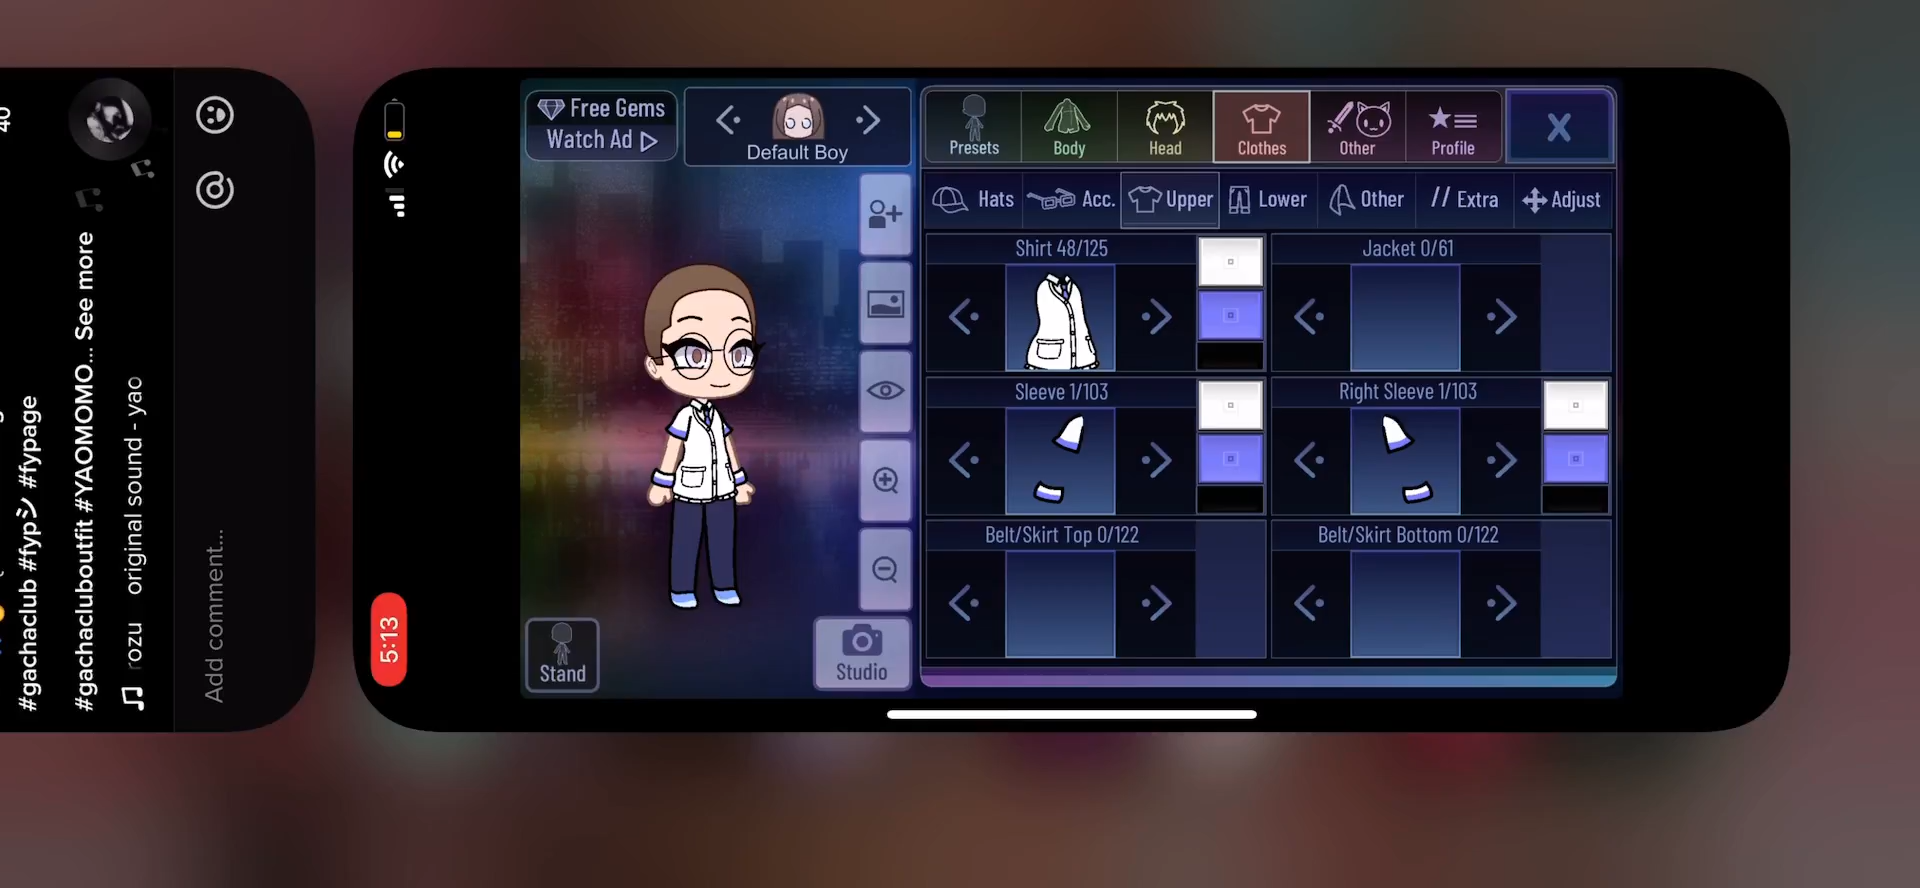 40
#gachaclub #fypシ #fypage
#gachacluboutfit #YAOMOMO... See more
rozu original sound - yao
Add comment...
5:13
Free Gems
Watch Ad
Default Boy
Stand
Studio
Presets
Body
Head
Clothes
Other
Profile
X
Hats
Acc.
Upper
Lower
Other
Extra
Adjust
Shirt 48/125
Jacket 0/61
Sleeve 1/103
Right Sleeve 1/103
Belt/Skirt Top 0/122
Belt/Skirt Bottom 0/122